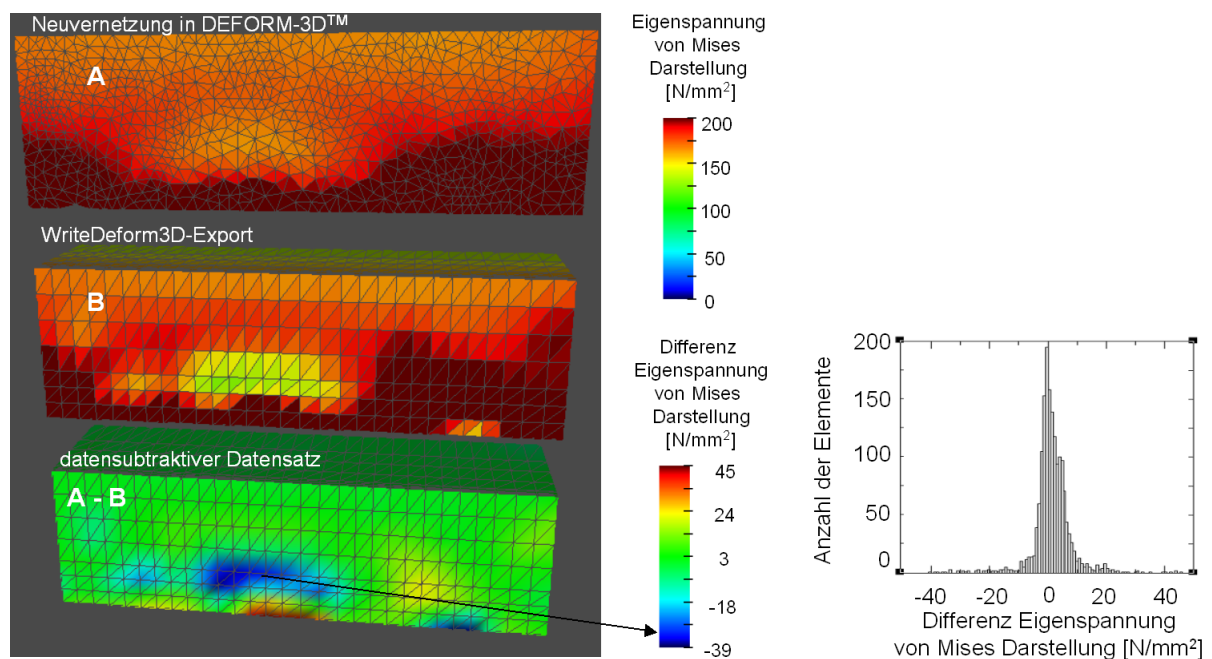 Neuvernetzung in DEFORM-3D™
A
WriteDeform3D-Export
B
datensubtraktiver Datensatz
A - B
Eigenspannung
von Mises
Darstellung
[N/mm²]
200
150
100
50
0
Differenz
Eigenspannung
von Mises
Darstellung
[N/mm²]
45
24
3
-18
-39
Anzahl der Elemente
200
150
100
50
0
-40 -20 0 20 40
Differenz Eigenspannung
von Mises Darstellung [N/mm²]